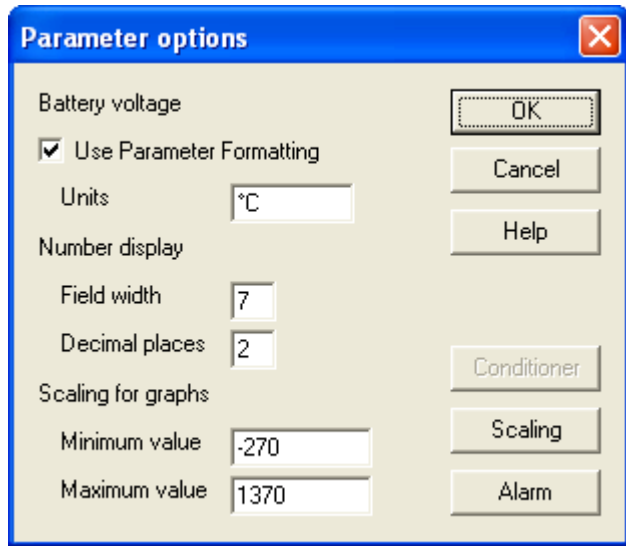 Parameter options
Battery voltage
OK
Use Parameter Formatting
Cancel
Units °C
Help
Number display
Field width 7
Decimal places 2
Conditioner
Scaling for graphs
Scaling
Minimum value -270
Maximum value 1370
Alarm